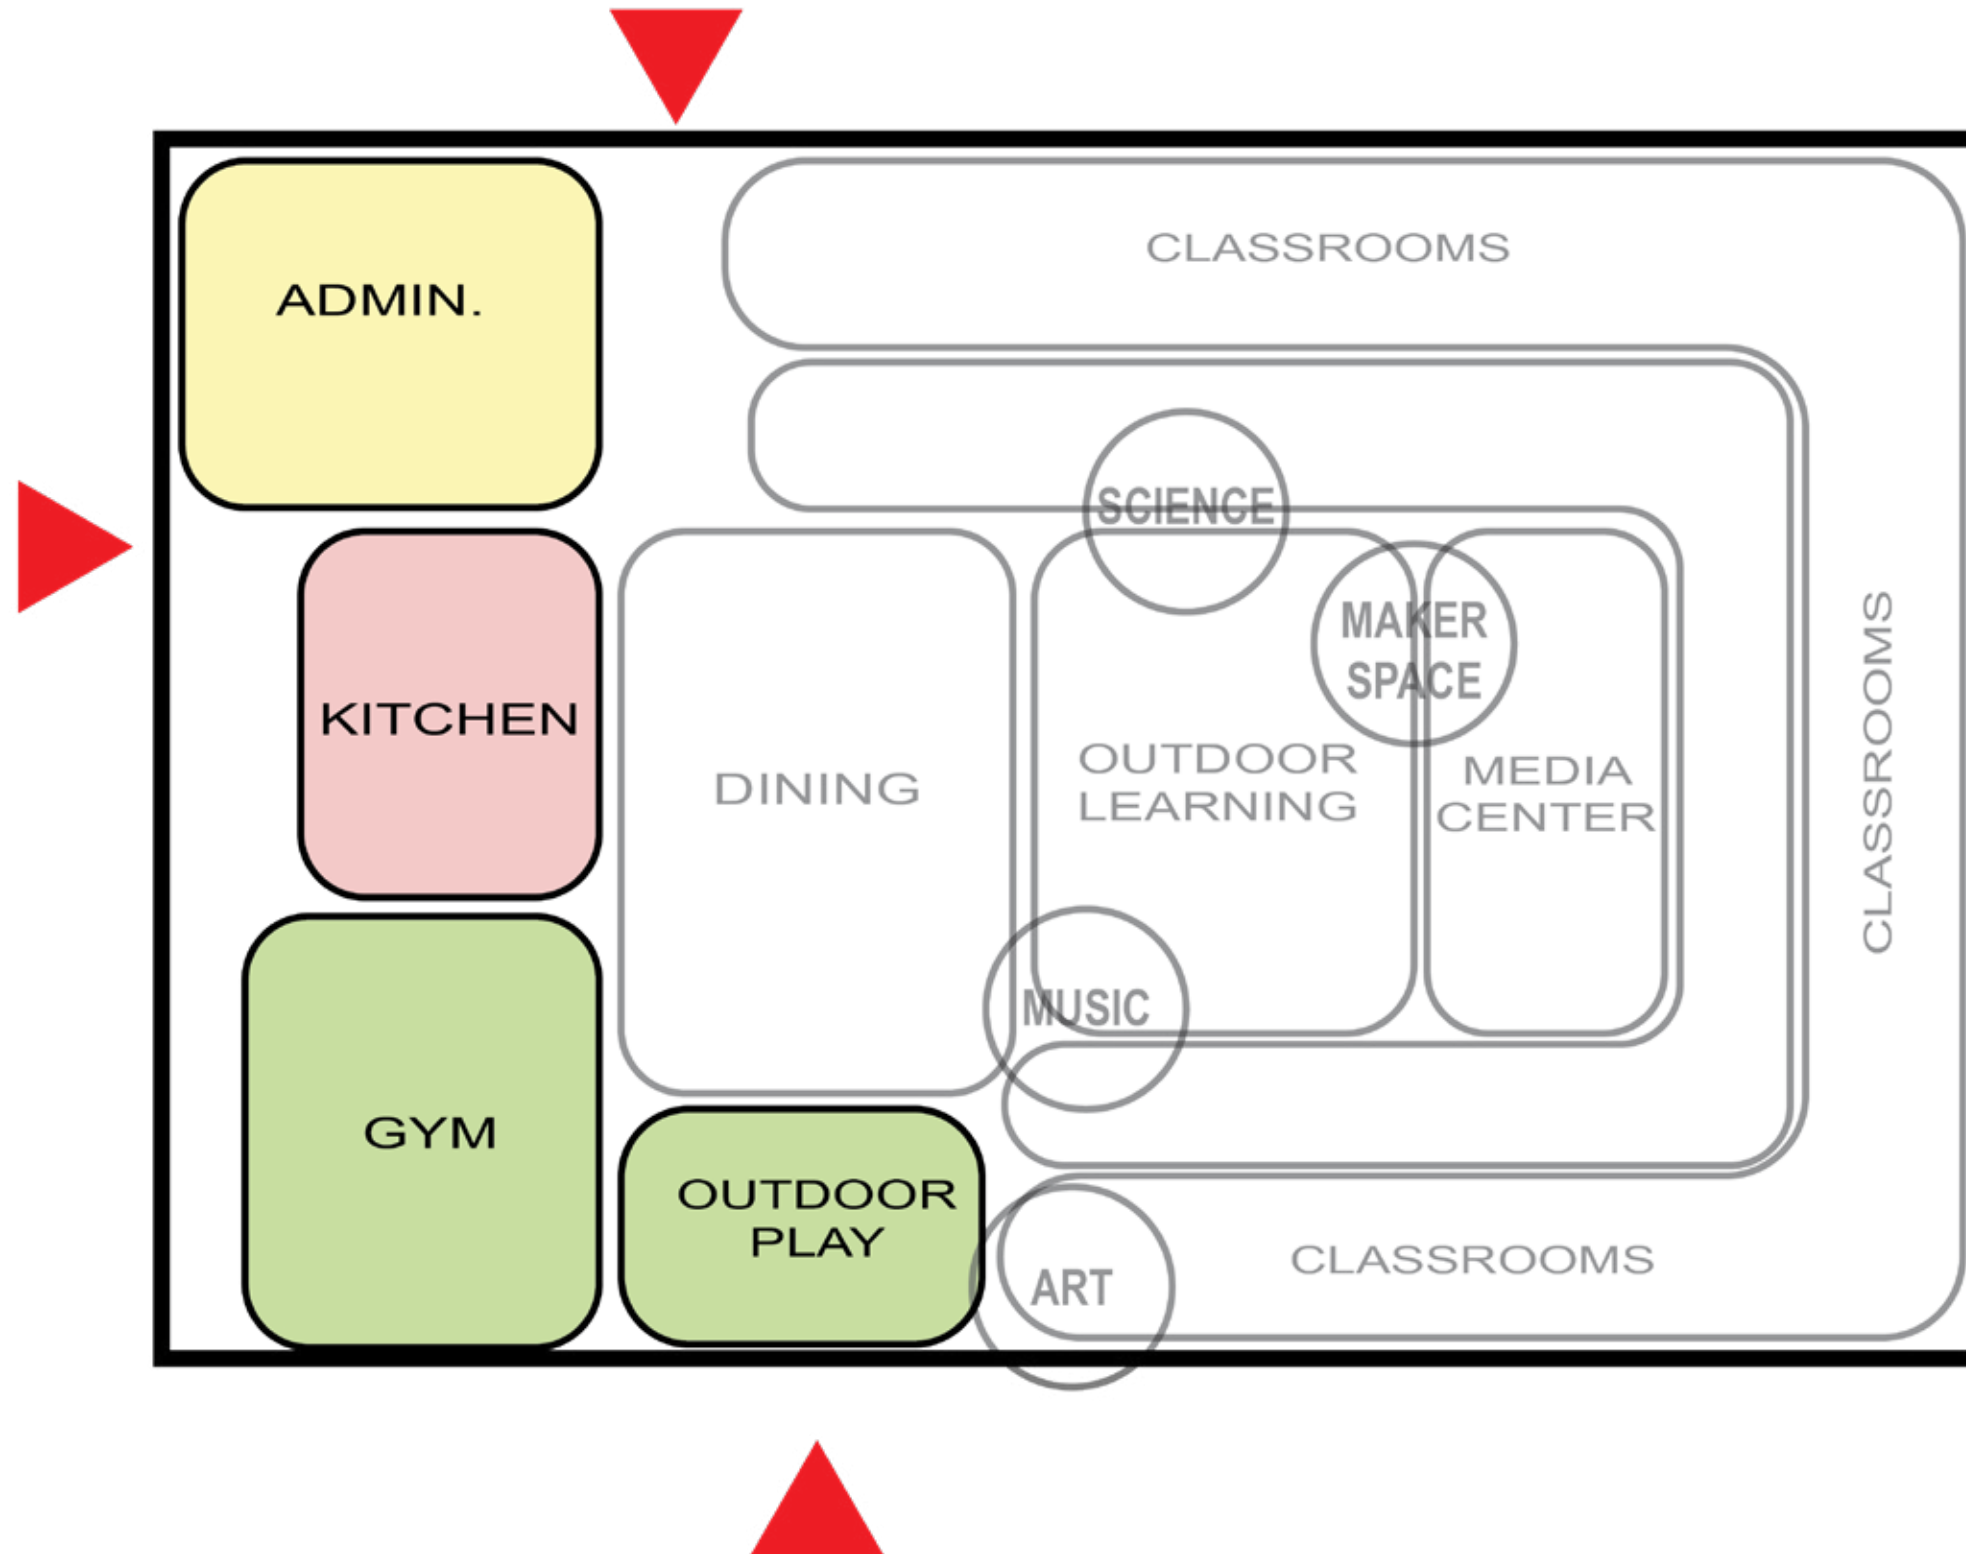 CLASSROOMS
ADMIN.
SCIENCE
MAKER
SPACE
KITCHEN
DINING
OUTDOOR
LEARNING
MEDIA
CENTER
CLASSROOMS
MUSIC
GYM
OUTDOOR
PLAY
ART
CLASSROOMS